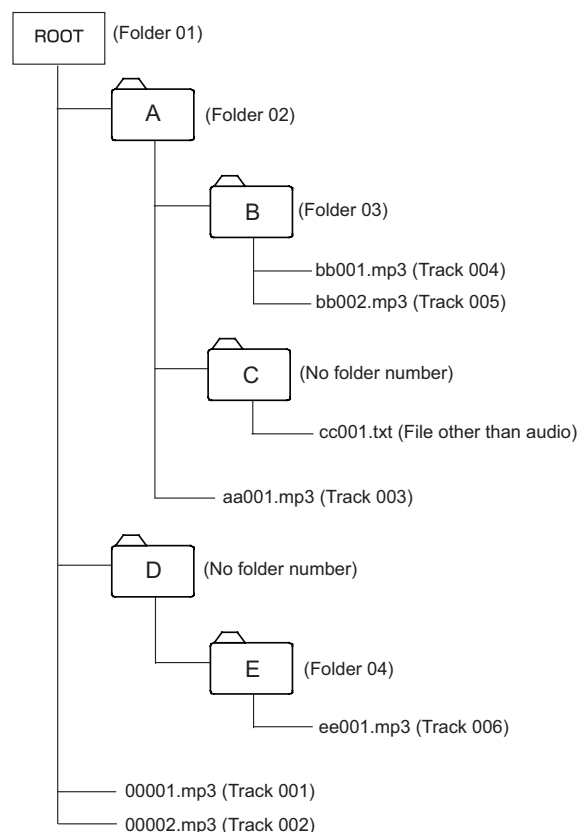 ROOT (Folder 01)
A (Folder 02)
B (Folder 03)
bb001.mp3 (Track 004)
bb002.mp3 (Track 005)
C (No folder number)
cc001.txt (File other than audio)
aa001.mp3 (Track 003)
D (No folder number)
E (Folder 04)
ee001.mp3 (Track 006)
00001.mp3 (Track 001)
00002.mp3 (Track 002)